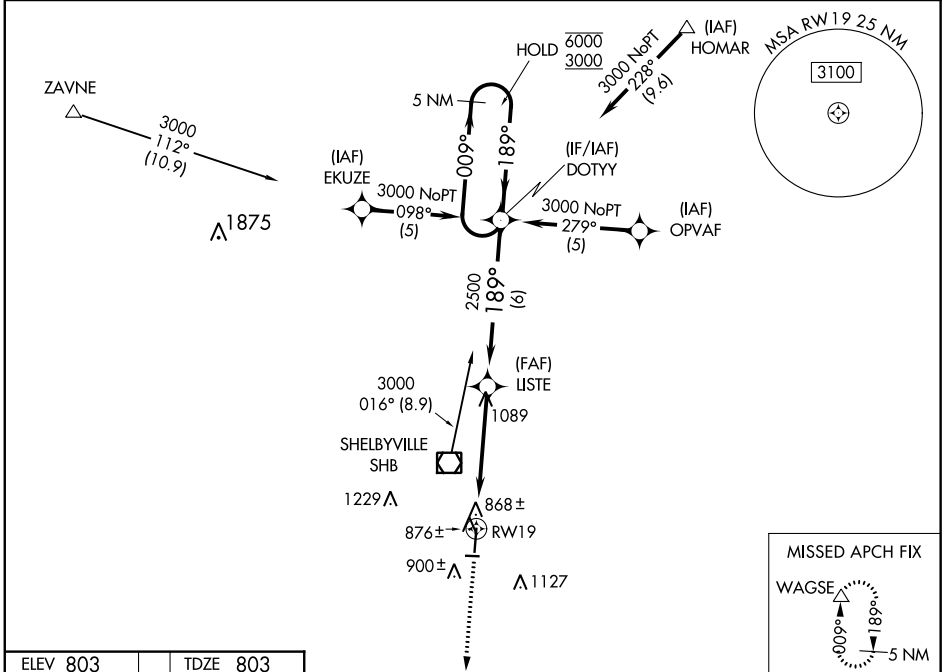 MSA RW19 25 NM
3100
(IAF)
HOMAR
3000 NoPT
228°
(9.6)
HOLD 6000
3000
5 NM
009°
189°
ZAVNE
3000
112°
(10.9)
(IF/IAF)
DOTYY
(IAF)
EKUZE
3000 NoPT
098°
(5)
3000 NoPT
279°
(5)
(IAF)
OPVAF
1875
2500
189°
(6)
(FAF)
LISTE
3000
016° (8.9)
1089
SHELBYVILLE
SHB
1229
868±
876±
RW19
900±
1127
MISSED APCH FIX
WAGSE
009°
189°
5 NM
ELEV 803
TDZE 803